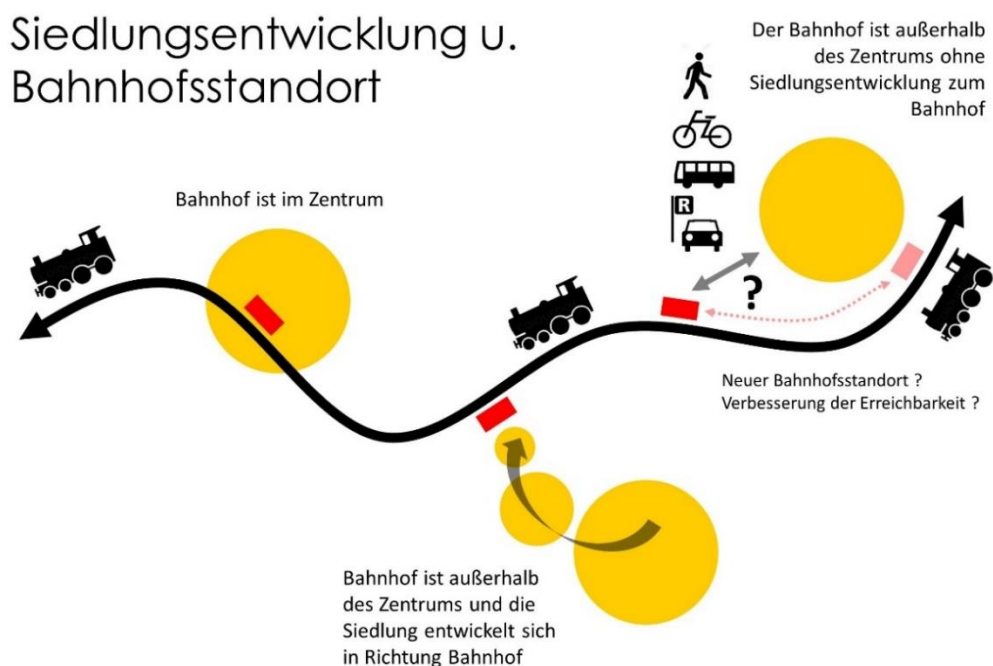 Siedlungsentwicklung u.
Bahnhofsstandort
Der Bahnhof ist außerhalb
des Zentrums ohne
Siedlungsentwicklung zum
Bahnhof
Bahnhof ist im Zentrum
R
?
Neuer Bahnhofsstandort ?
Verbesserung der Erreichbarkeit ?
Bahnhof ist außerhalb
des Zentrums und die
Siedlung entwickelt sich
in Richtung Bahnhof